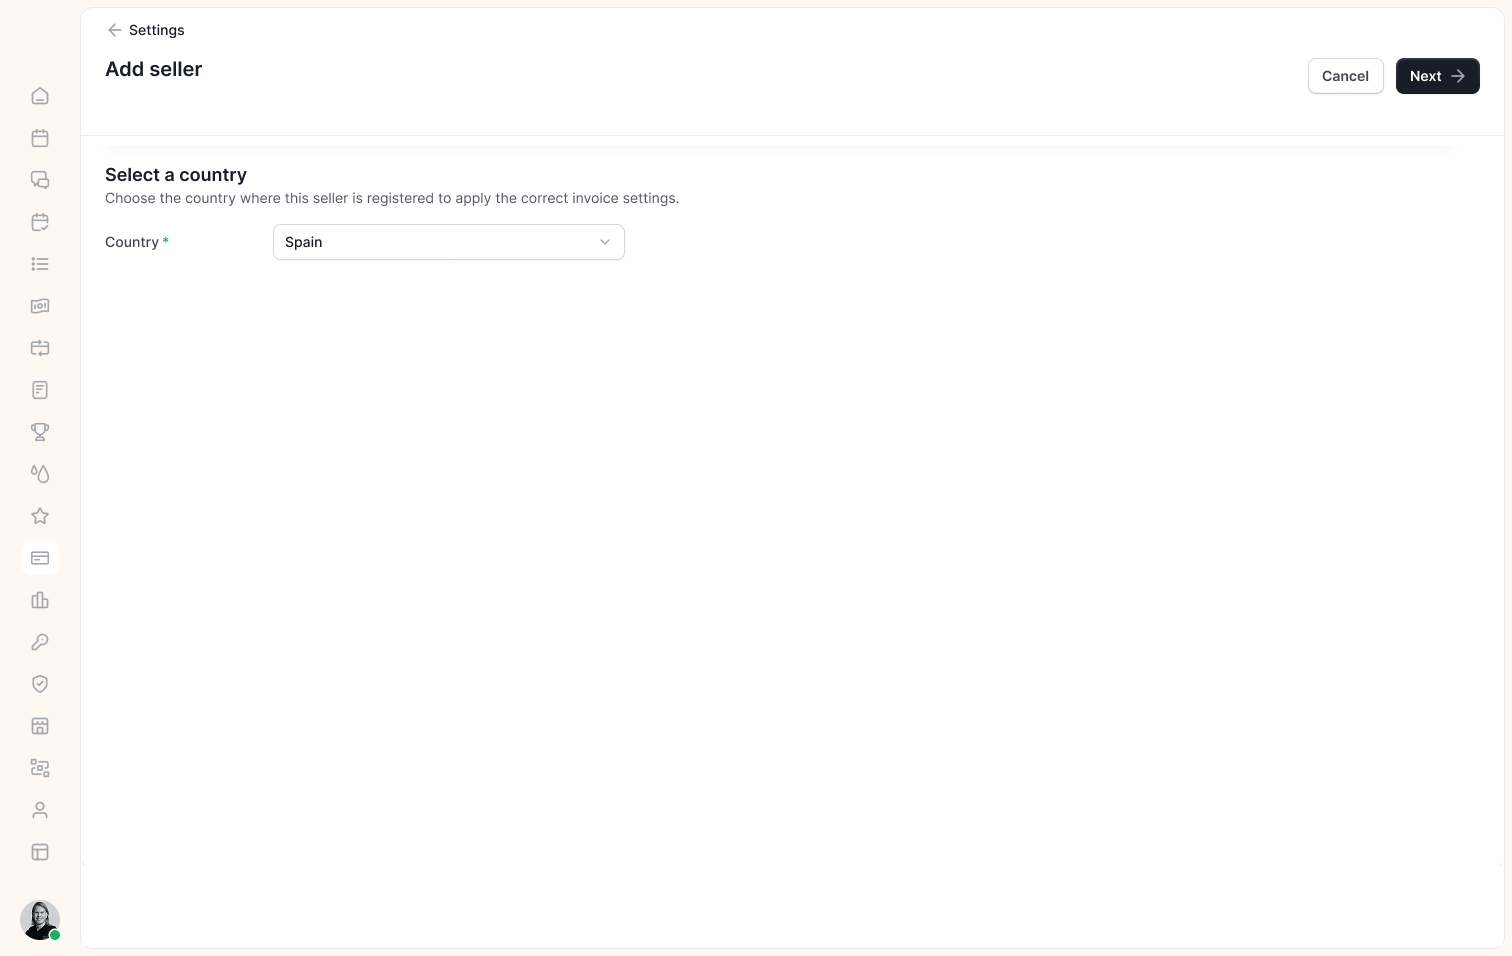 Settings
Add seller
Cancel
Next
Select a country
Choose the country where this seller is registered to apply the correct invoice settings.
Country *
Spain